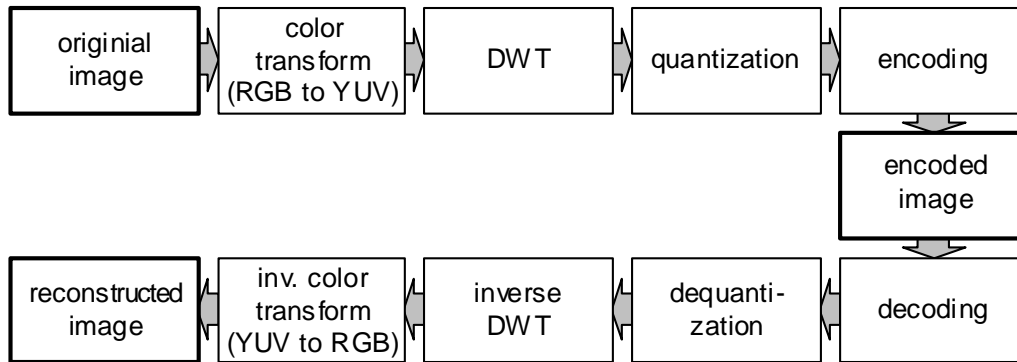 originial
image
color
transform
(RGB to YUV)
DWT
quantization
encoding
encoded
image
reconstructed
image
inv. color
transform
(YUV to RGB)
inverse
DWT
dequanti-
zation
decoding